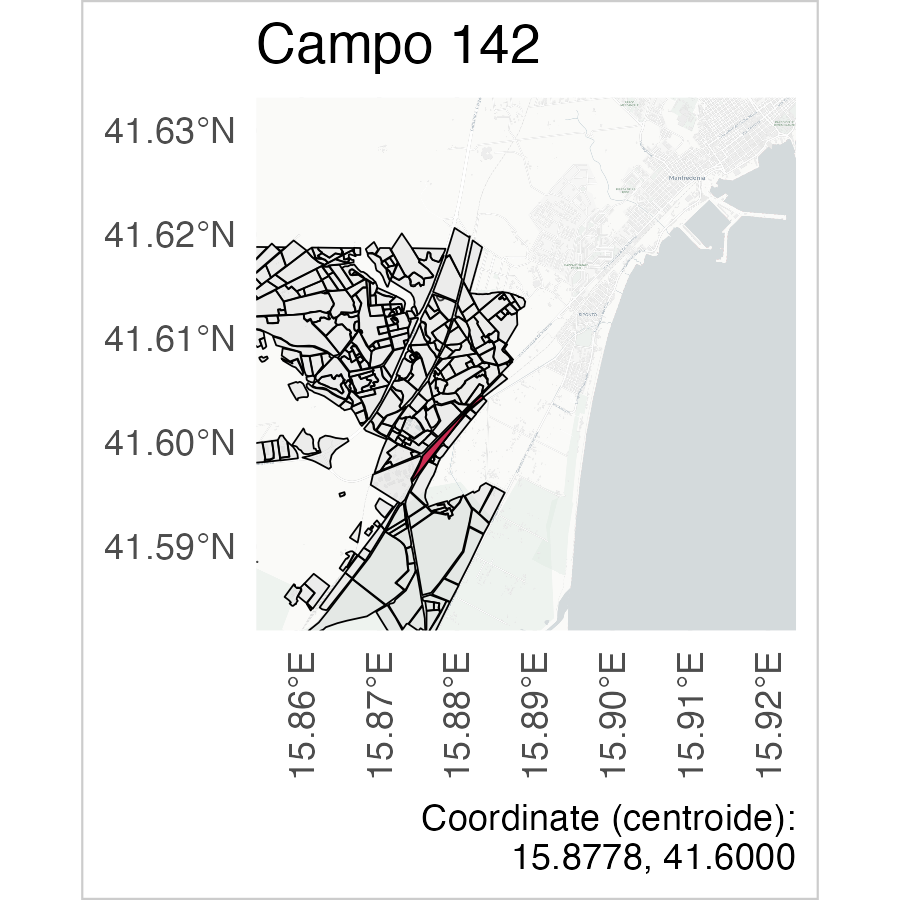 Campo 142
41.63°N
41.62°N
41.61°N
41.60°N
41.59°N
Manfredonia
SIPONTO
15.86°E
15.87°E
15.88°E
15.89°E
15.90°E
15.91°E
15.92°E
Coordinate (centroide):
15.8778, 41.6000